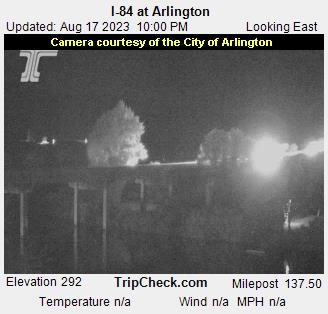 I-84 at Arlington
Updated: Aug 17 2023 10:00 PM Looking East
Camera courtesy of the City of Arlington
Elevation 292 TripCheck.com Milepost 137.50
Temperature n/a Wind n/a MPH n/a